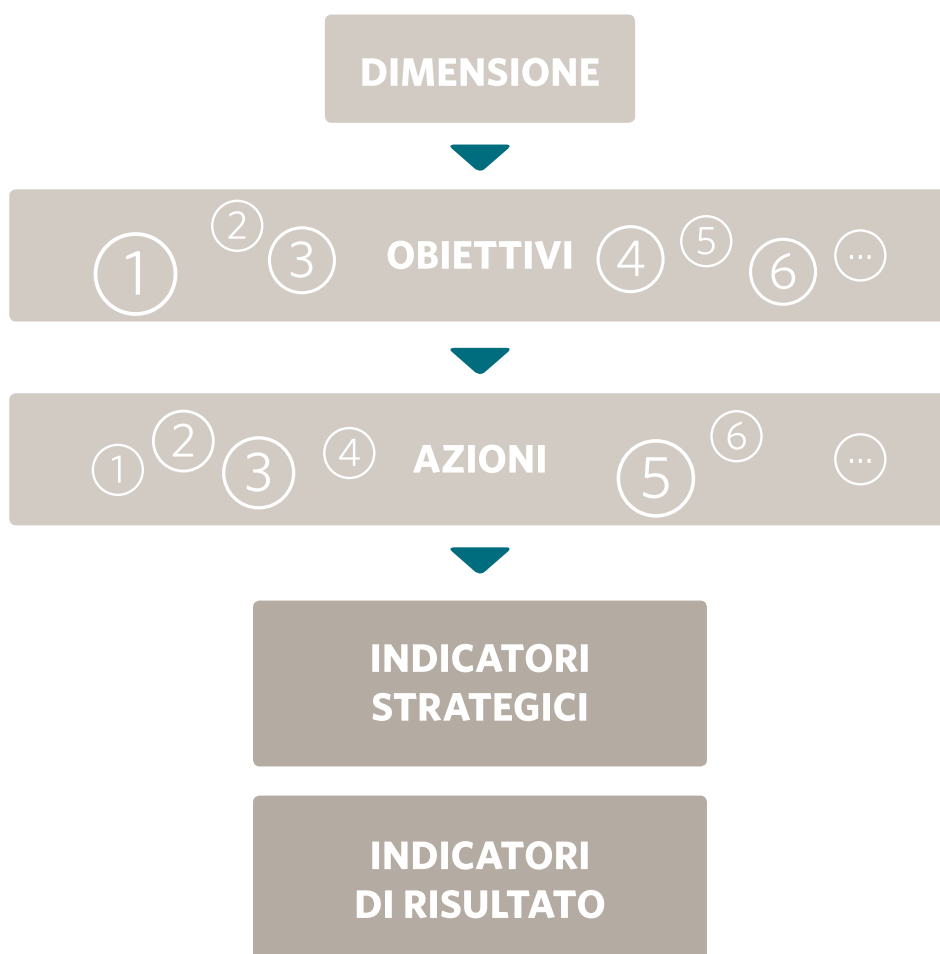 DIMENSIONE
1 2 3 OBIETTIVI 4 5 6 ...
1 2 3 4 AZIONI 5 6 ...
INDICATORI
STRATEGICI
INDICATORI
DI RISULTATO